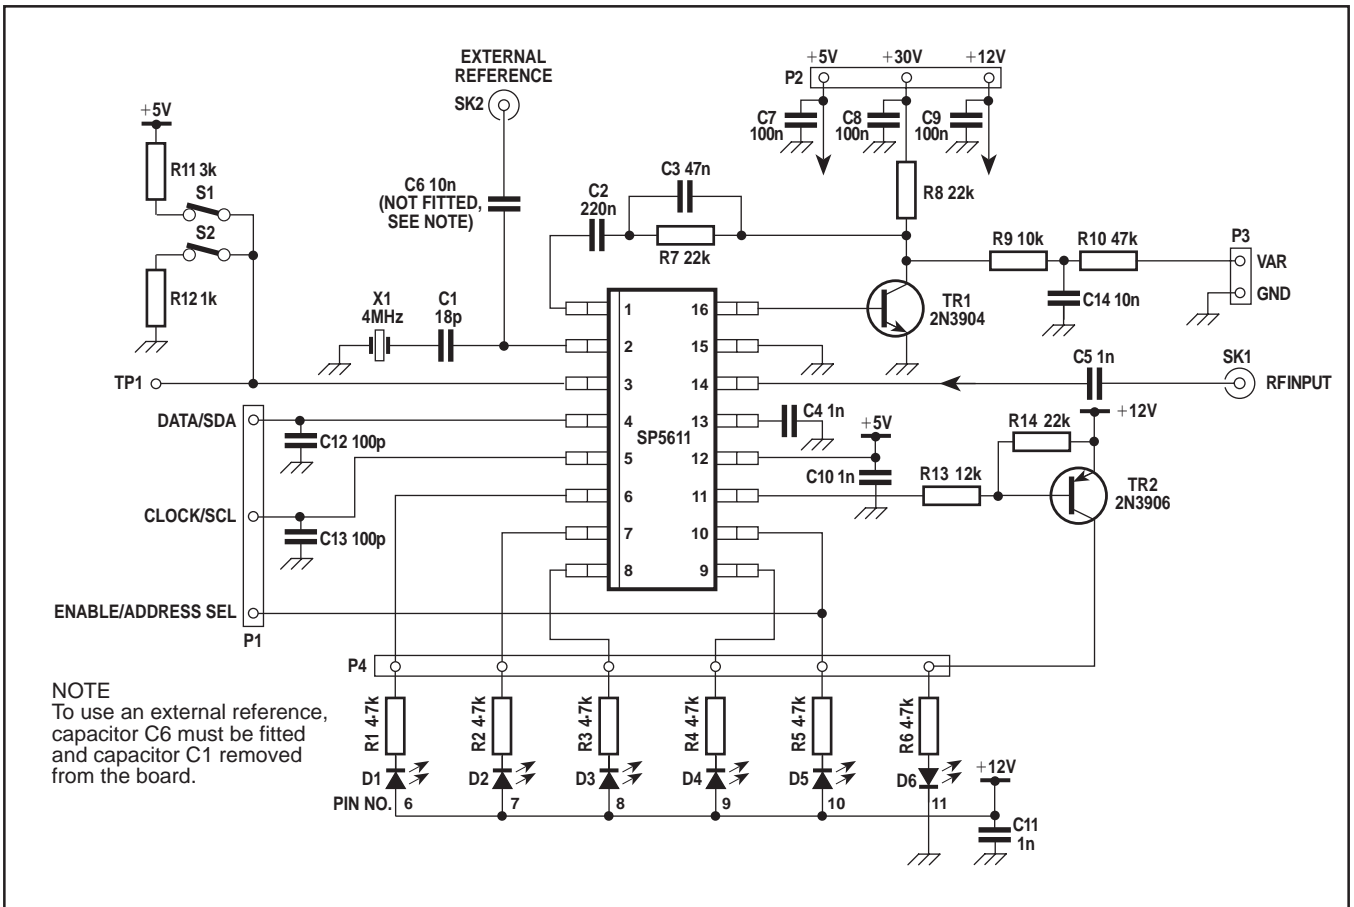 EXTERNAL
REFERENCE
SK2
+5V
+30V
+12V
P2
C7
100n
C8
100n
C9
100n
+5V
R11 3k
S1
S2
R12 1k
C6 10n
(NOT FITTED,
SEE NOTE)
C3 47n
C2
220n
R7 22k
R8 22k
R9 10k
R10 47k
P3
VAR
GND
C14 10n
TR1
2N3904
X1
4MHz
C1
18p
TP1
1
2
3
4
5
6
7
8
16
15
14
13
12
11
10
9
SP5611
C5 1n
SK1
RF INPUT
+12V
R14 22k
C4 1n
+5V
C10 1n
R13 12k
TR2
2N3906
DATA/SDA
C12 100p
CLOCK/SCL
C13 100p
ENABLE/ADDRESS SEL
P1
P4
NOTE
To use an external reference,
capacitor C6 must be fitted
and capacitor C1 removed
from the board.
R1 4·7k
R2 4·7k
R3 4·7k
R4 4·7k
R5 4·7k
R6 4·7k
D1
D2
D3
D4
D5
D6
+12V
PIN NO. 6
7
8
9
10
11
C11
1n